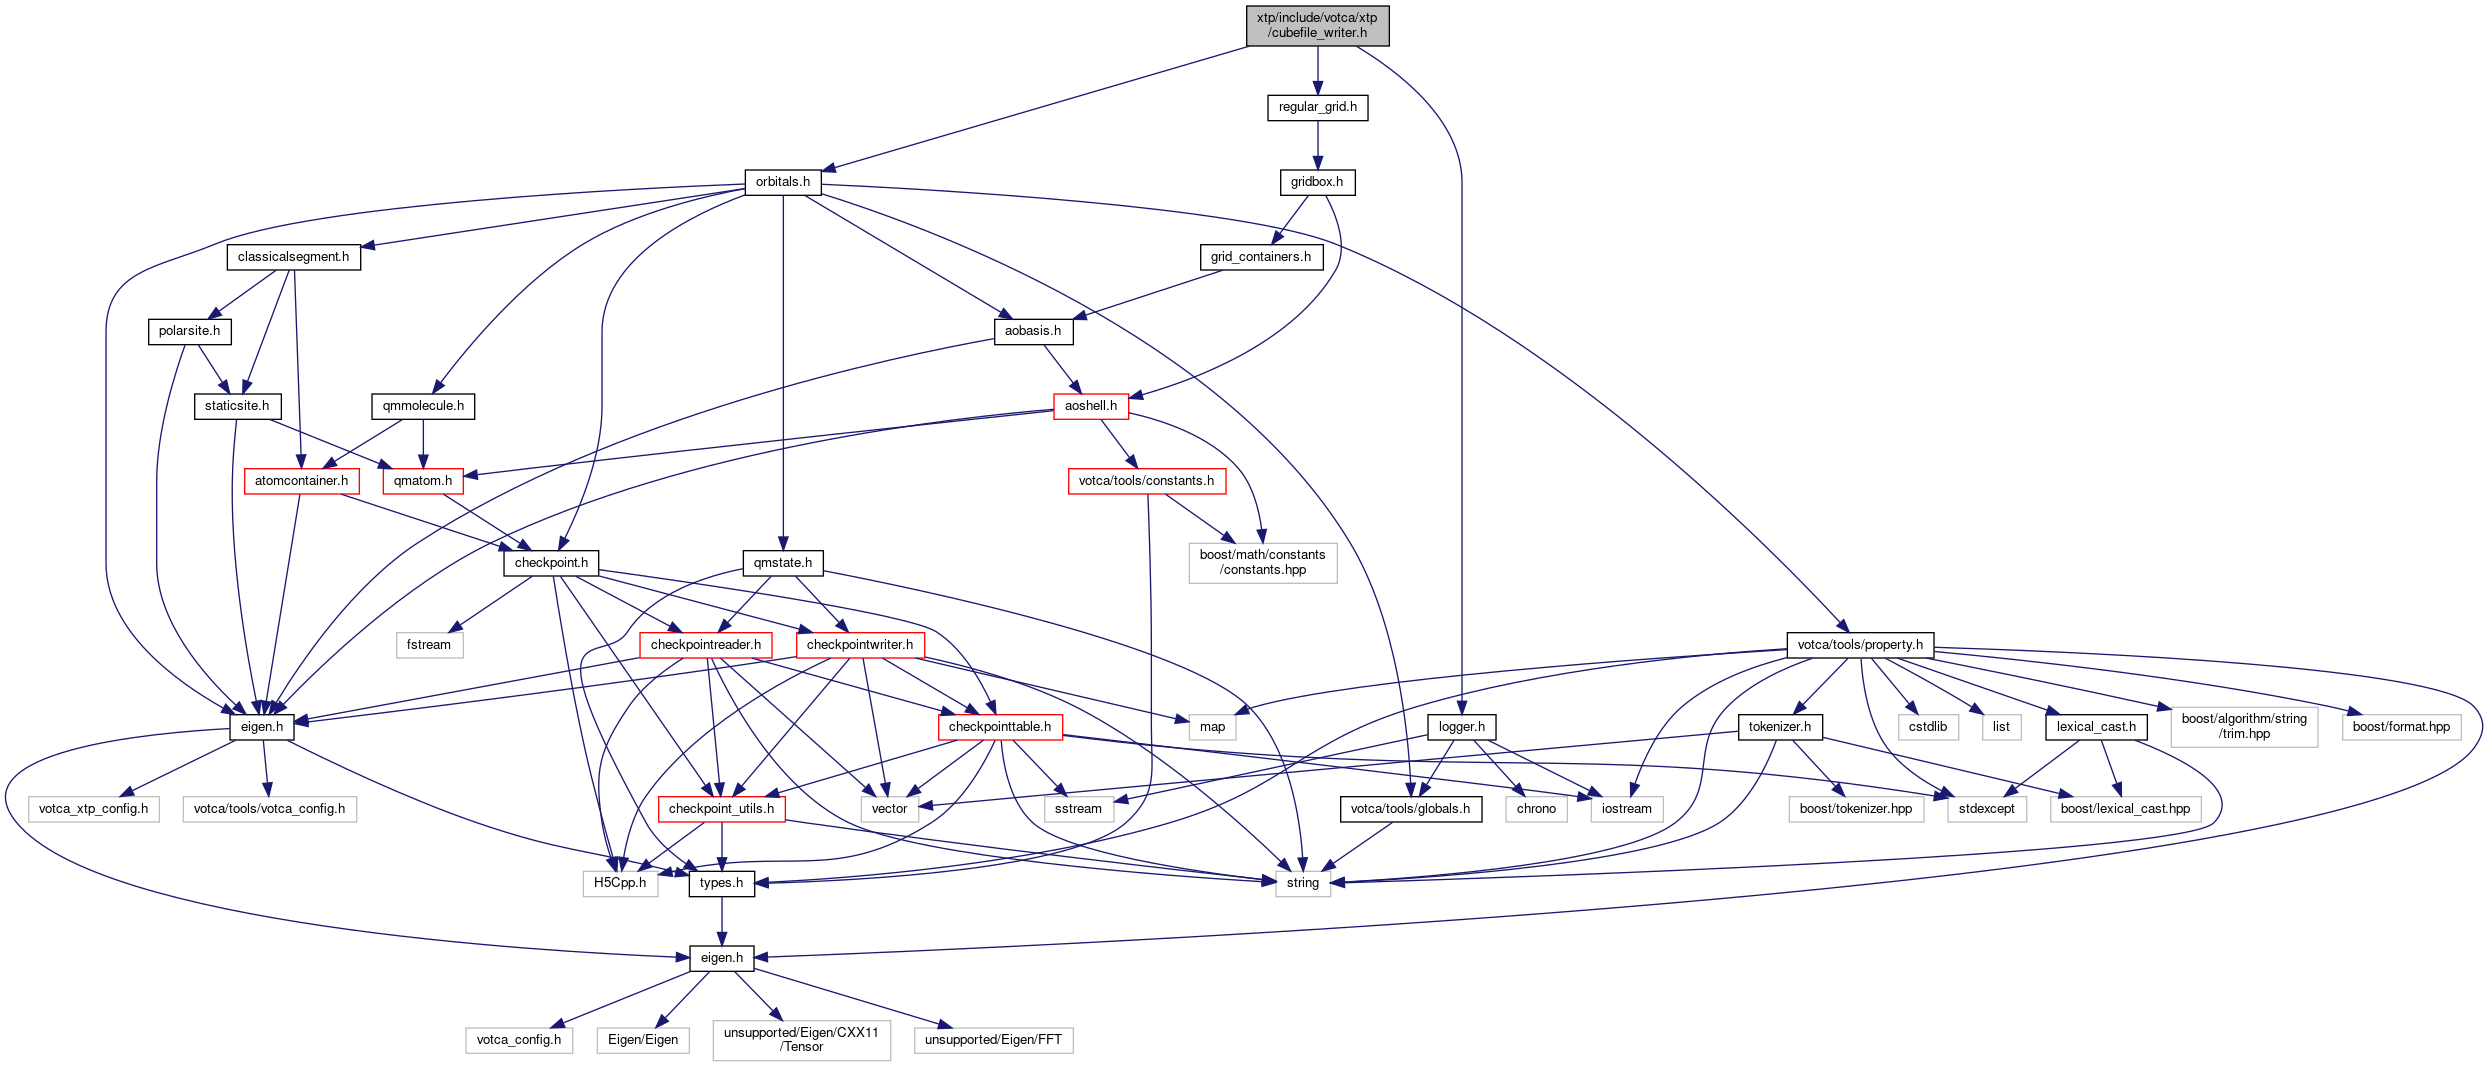 xtp/include/votca/xtp
/cubefile_writer.h
regular_grid.h
orbitals.h
gridbox.h
classicalsegment.h
grid_containers.h
polarsite.h
aobasis.h
staticsite.h
qmmolecule.h
aoshell.h
atomcontainer.h
qmatom.h
votca/tools/constants.h
checkpoint.h
qmstate.h
boost/math/constants
/constants.hpp
fstream
checkpointreader.h
checkpointwriter.h
votca/tools/property.h
eigen.h
checkpointtable.h
map
logger.h
tokenizer.h
cstdlib
list
lexical_cast.h
boost/algorithm/string
/trim.hpp
boost/format.hpp
votca_xtp_config.h
votca/tools/votca_config.h
checkpoint_utils.h
vector
sstream
votca/tools/globals.h
chrono
iostream
boost/tokenizer.hpp
stdexcept
boost/lexical_cast.hpp
H5Cpp.h
types.h
string
eigen.h
votca_config.h
Eigen/Eigen
unsupported/Eigen/CXX11
/Tensor
unsupported/Eigen/FFT